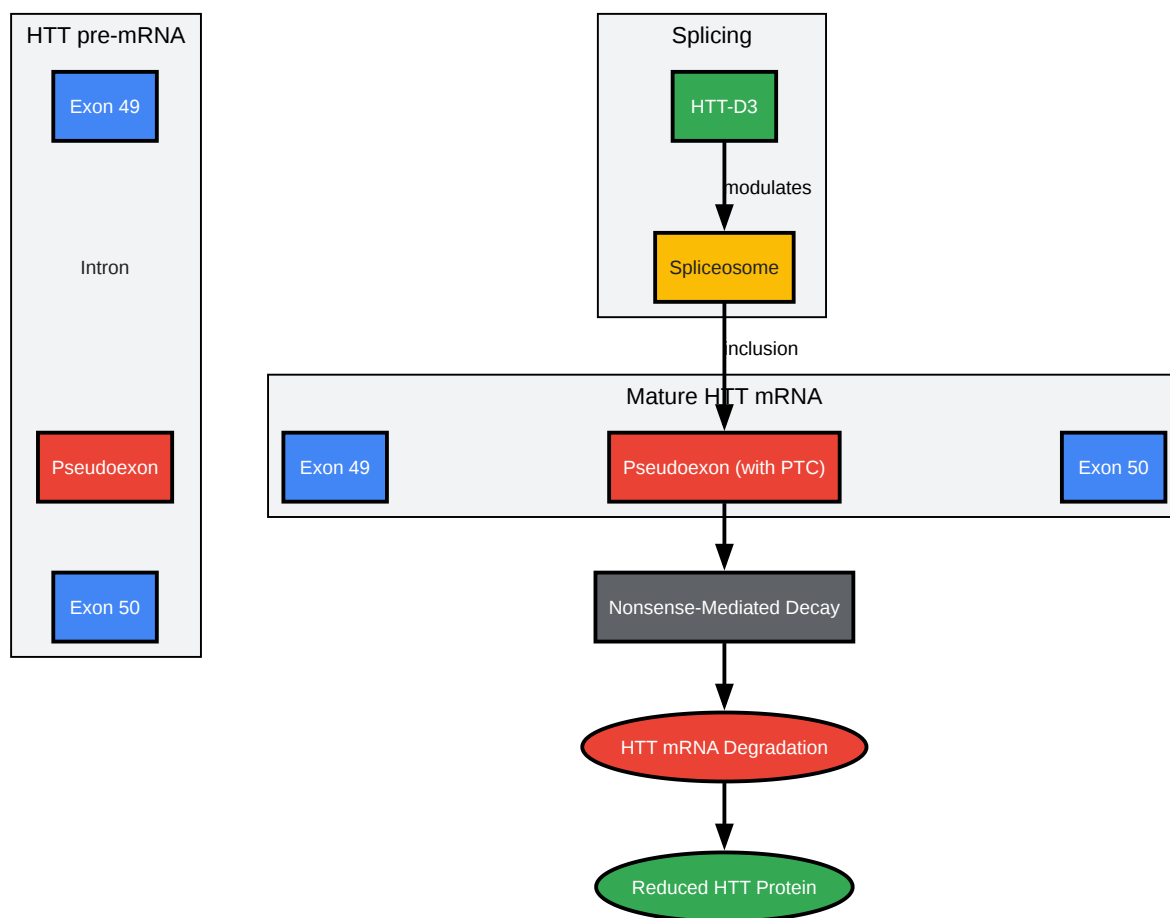 HTT pre-mRNA
Exon 49
Intron
Pseudoexon
Exon 50
Splicing
HTT-D3
modulates
Spliceosome
inclusion
Mature HTT mRNA
Exon 49
Pseudoexon (with PTC)
Exon 50
Nonsense-Mediated Decay
HTT mRNA Degradation
Reduced HTT Protein